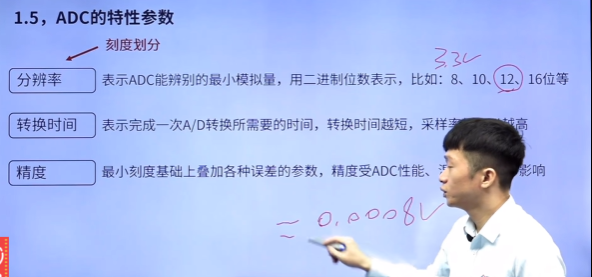 1.5，ADC的特性参数
刻度划分
3.3V
分辨率 表示ADC能辨别的最小模拟量，用二进制位数表示，比如：8、10、12、16位等
转换时间 表示完成一次A/D转换所需要的时间，转换时间越短，采样率 越高
精度 最小刻度基础上叠加各种误差的参数，精度受ADC性能、 影响
≈ 0.0008V